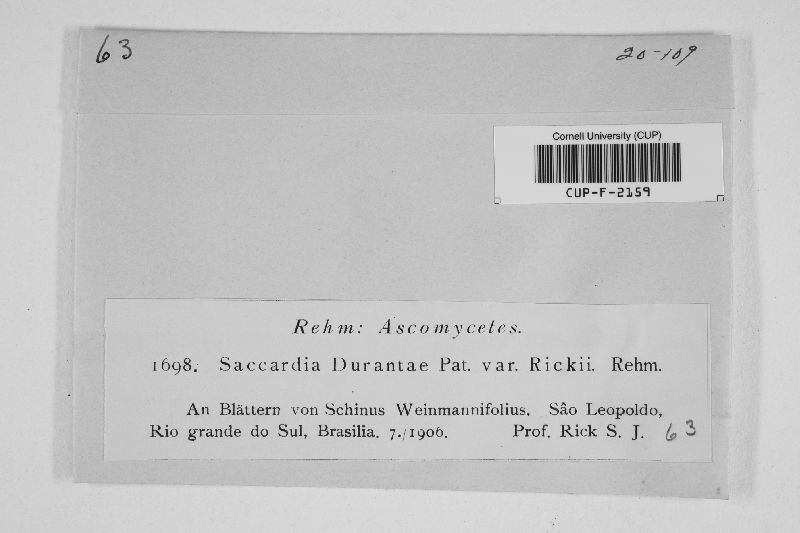 63
20-109
Cornell University (CUP)
CUP-F-2159
Rehm: Ascomycetes.
1698. Saccardia Durantae Pat. var. Rickii. Rehm.
An Blättern von Schinus Weinmannifolius. Sâo Leopoldo,
Rio grande do Sul, Brasilia. 7./1906. Prof. Rick S. J. 63